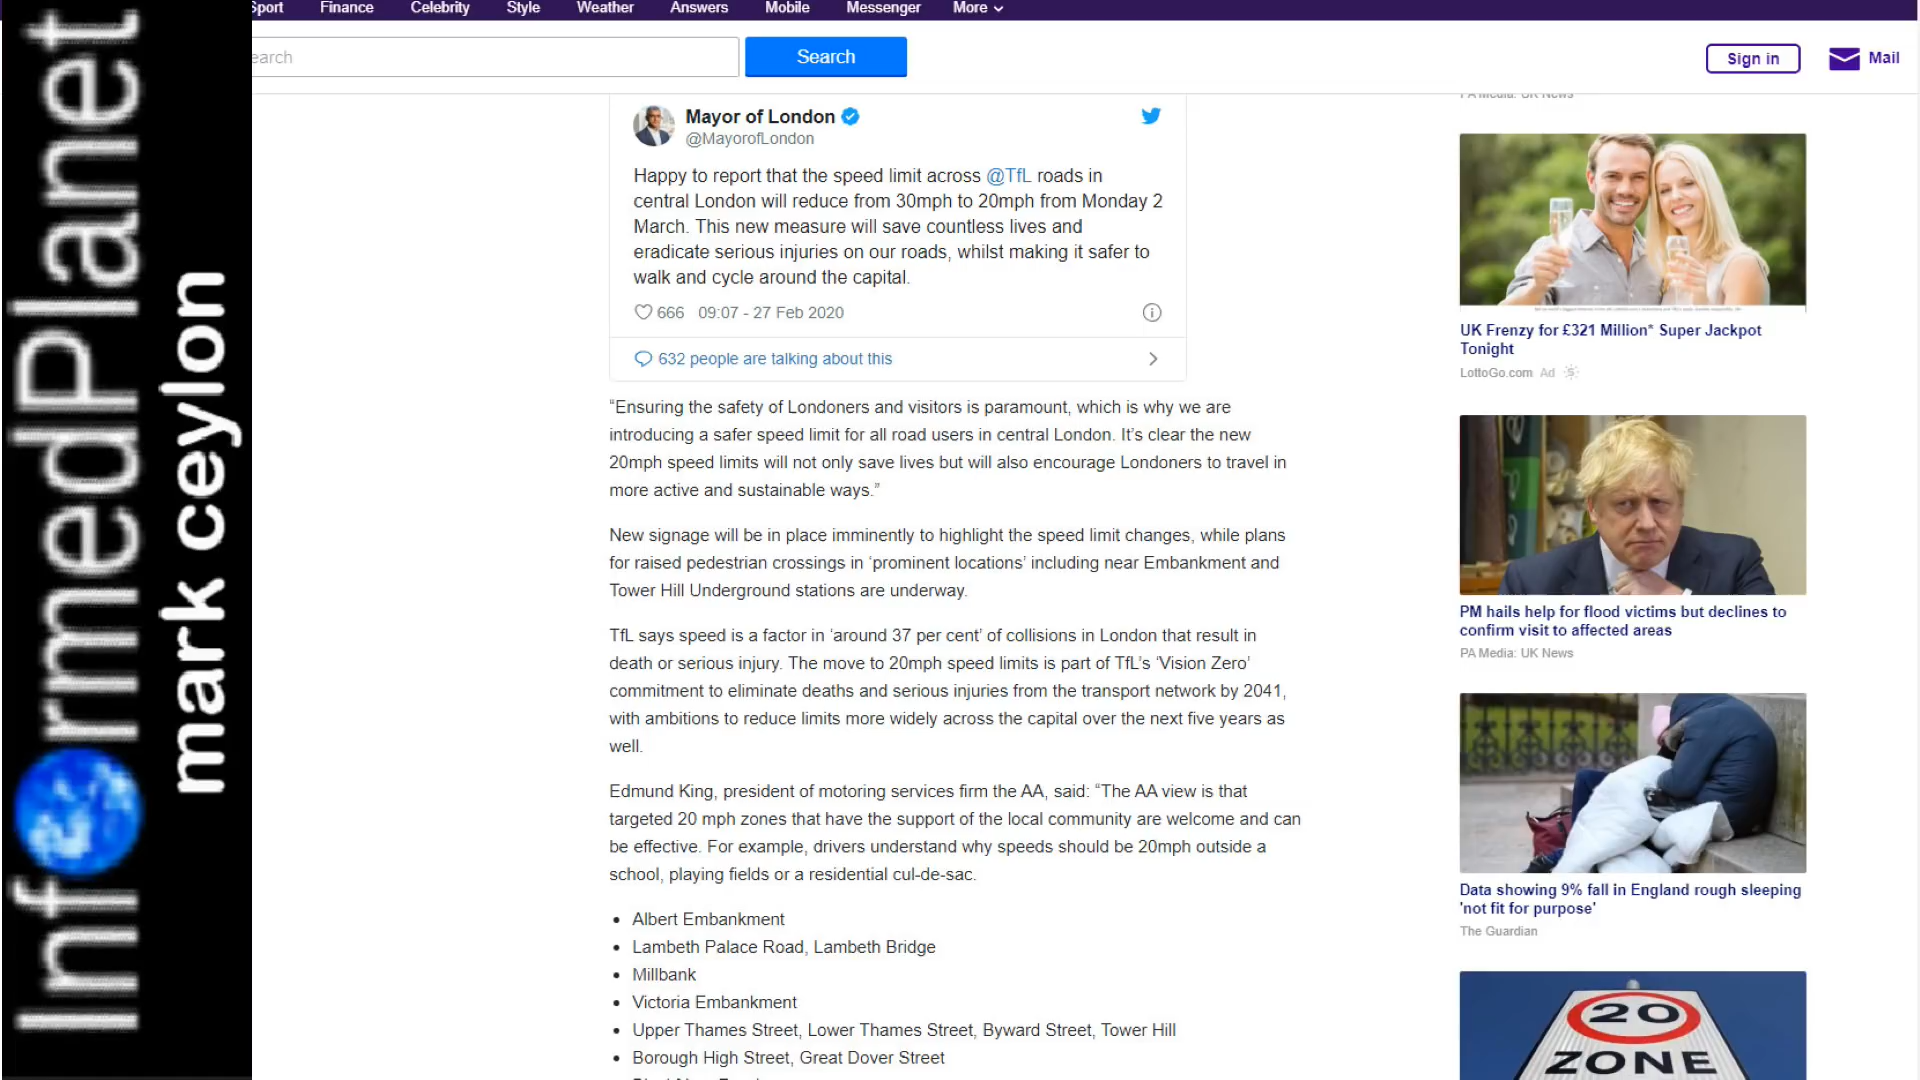 InformedPlanet
mark ceylon
Sport Finance Celebrity Style Weather Answers Mobile Messenger More
earch
Search
Sign in
Mail
Mayor of London
@MayorofLondon
Happy to report that the speed limit across @TfL roads in
central London will reduce from 30mph to 20mph from Monday 2
March. This new measure will save countless lives and
eradicate serious injuries on our roads, whilst making it safer to
walk and cycle around the capital.
666 09:07 - 27 Feb 2020
632 people are talking about this
“Ensuring the safety of Londoners and visitors is paramount, which is why we are
introducing a safer speed limit for all road users in central London. It’s clear the new
20mph speed limits will not only save lives but will also encourage Londoners to travel in
more active and sustainable ways.”
New signage will be in place imminently to highlight the speed limit changes, while plans
for raised pedestrian crossings in ‘prominent locations’ including near Embankment and
Tower Hill Underground stations are underway.
TfL says speed is a factor in ‘around 37 per cent’ of collisions in London that result in
death or serious injury. The move to 20mph speed limits is part of TfL’s ‘Vision Zero’
commitment to eliminate deaths and serious injuries from the transport network by 2041,
with ambitions to reduce limits more widely across the capital over the next five years as
well.
Edmund King, president of motoring services firm the AA, said: “The AA view is that
targeted 20 mph zones that have the support of the local community are welcome and can
be effective. For example, drivers understand why speeds should be 20mph outside a
school, playing fields or a residential cul-de-sac.
• Albert Embankment
• Lambeth Palace Road, Lambeth Bridge
• Millbank
• Victoria Embankment
• Upper Thames Street, Lower Thames Street, Byward Street, Tower Hill
• Borough High Street, Great Dover Street
PA Media: UK News
UK Frenzy for £321 Million* Super Jackpot
Tonight
LottoGo.com Ad
PM hails help for flood victims but declines to
confirm visit to affected areas
PA Media: UK News
Data showing 9% fall in England rough sleeping
'not fit for purpose'
The Guardian
20
ZONE